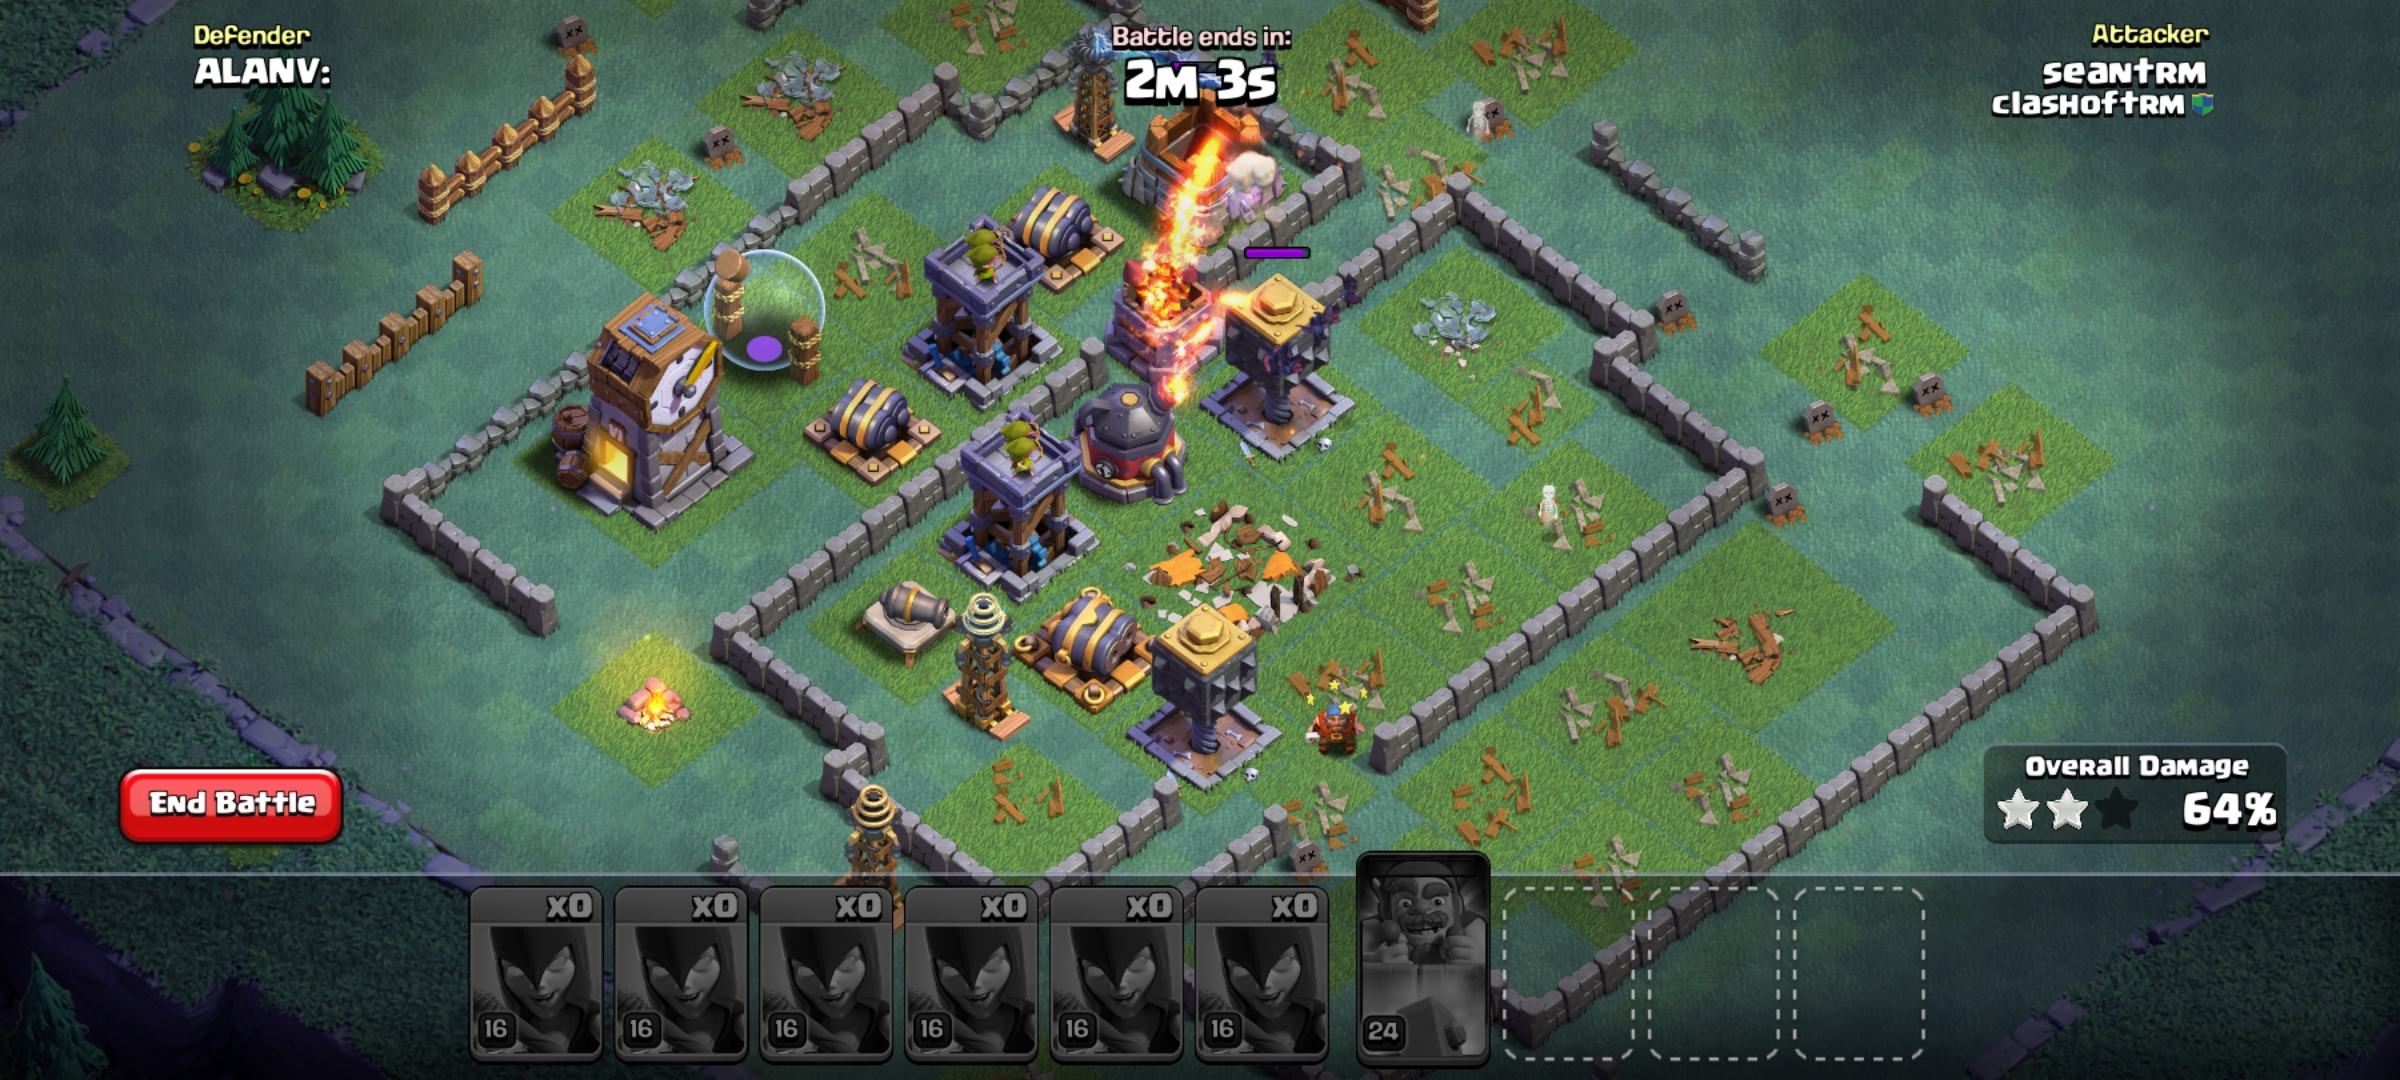 Defender
ALANV:
Battle ends in:
2M 3s
Attacker
seantRM
clashoftRM
VI
End Battle
Overall Damage
64%
x0
x0
x0
x0
x0
x0
16
16
16
16
16
16
24